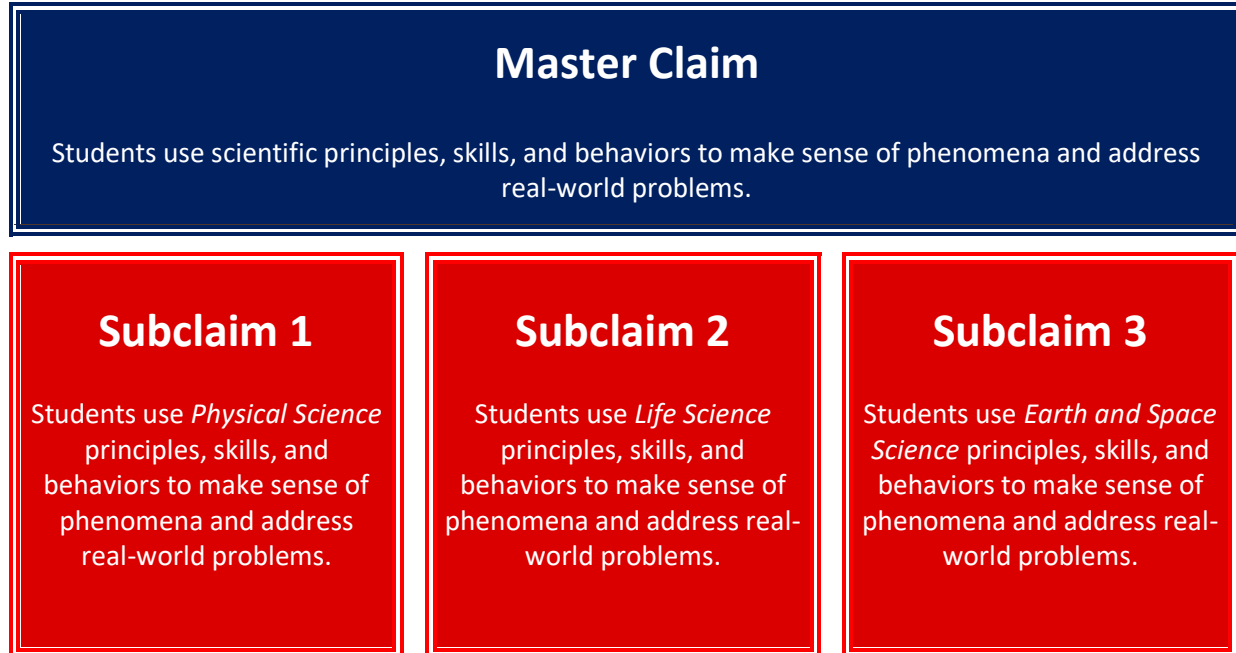 Master Claim
Students use scientific principles, skills, and behaviors to make sense of phenomena and address
real-world problems.
Subclaim 1
Students use Physical Science
principles, skills, and
behaviors to make sense of
phenomena and address
real-world problems.
Subclaim 2
Students use Life Science
principles, skills, and
behaviors to make sense of
phenomena and address real-
world problems.
Subclaim 3
Students use Earth and Space
Science principles, skills, and
behaviors to make sense of
phenomena and address real-
world problems.